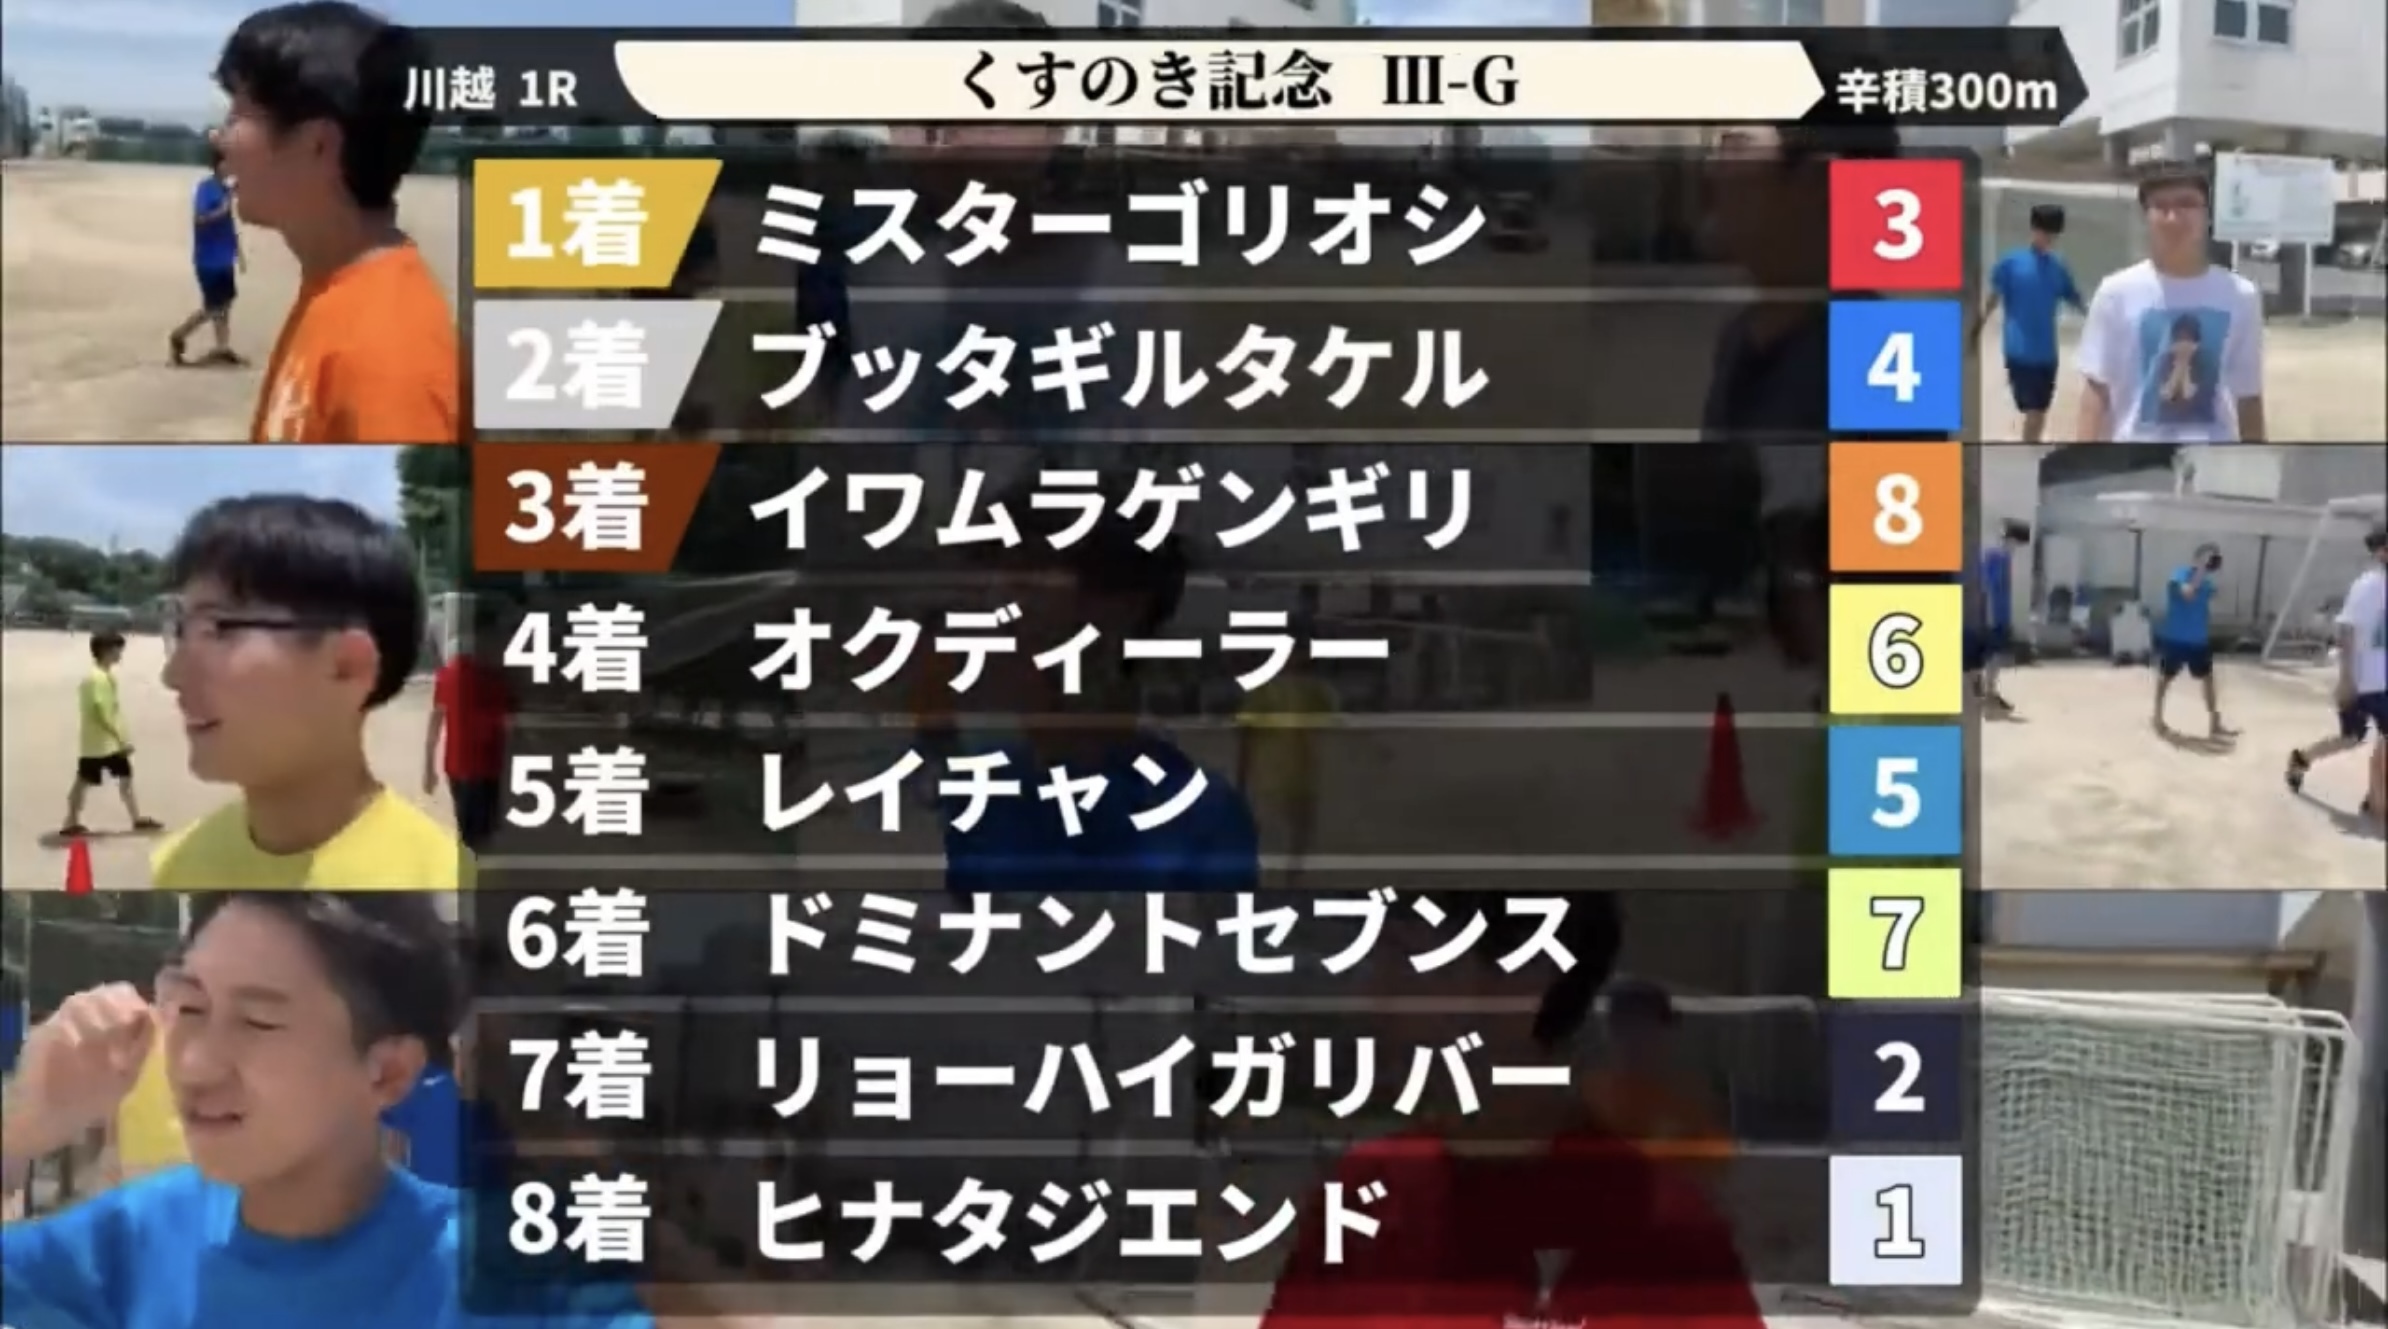 川越 1R くすのき記念 Ⅲ-G 辛積300m
1着 ミスターゴリオシ 3
2着 ブッタギルタケル 4
3着 イワムラゲンギリ 8
4着 オクディーラー 6
5着 レイチャン 5
6着 ドミナントセブンス 7
7着 リョーハイガリバー 2
8着 ヒナタジエンド 1